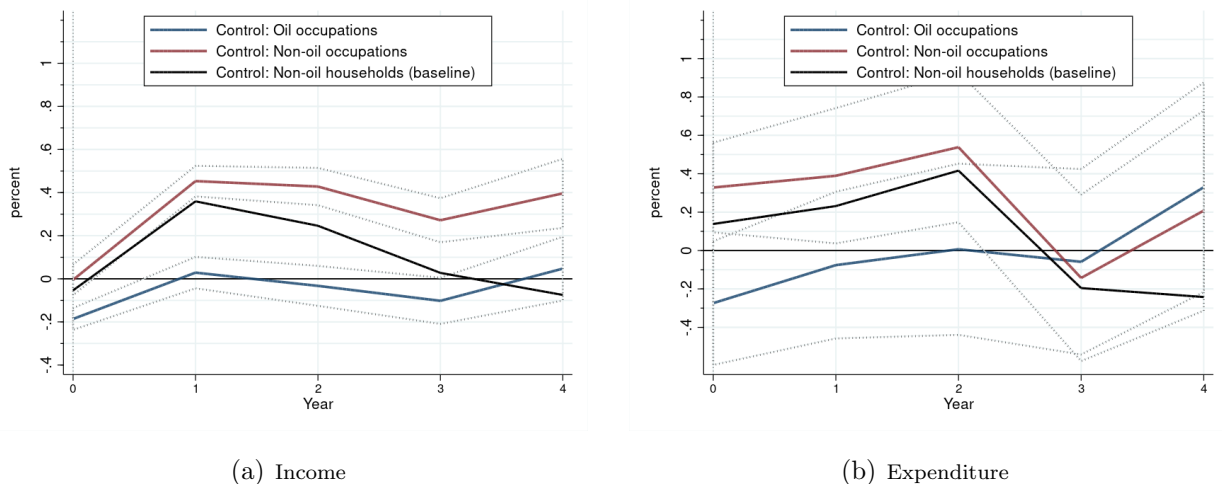 Control: Oil occupations
Control: Non-oil occupations
Control: Non-oil households (baseline)
percent
1
.8
.6
.4
.2
0
-.2
-.4
0 1 2 3 4
Year
(a) Income
Control: Oil occupations
Control: Non-oil occupations
Control: Non-oil households (baseline)
percent
1
.8
.6
.4
.2
0
-.2
-.4
0 1 2 3 4
Year
(b) Expenditure